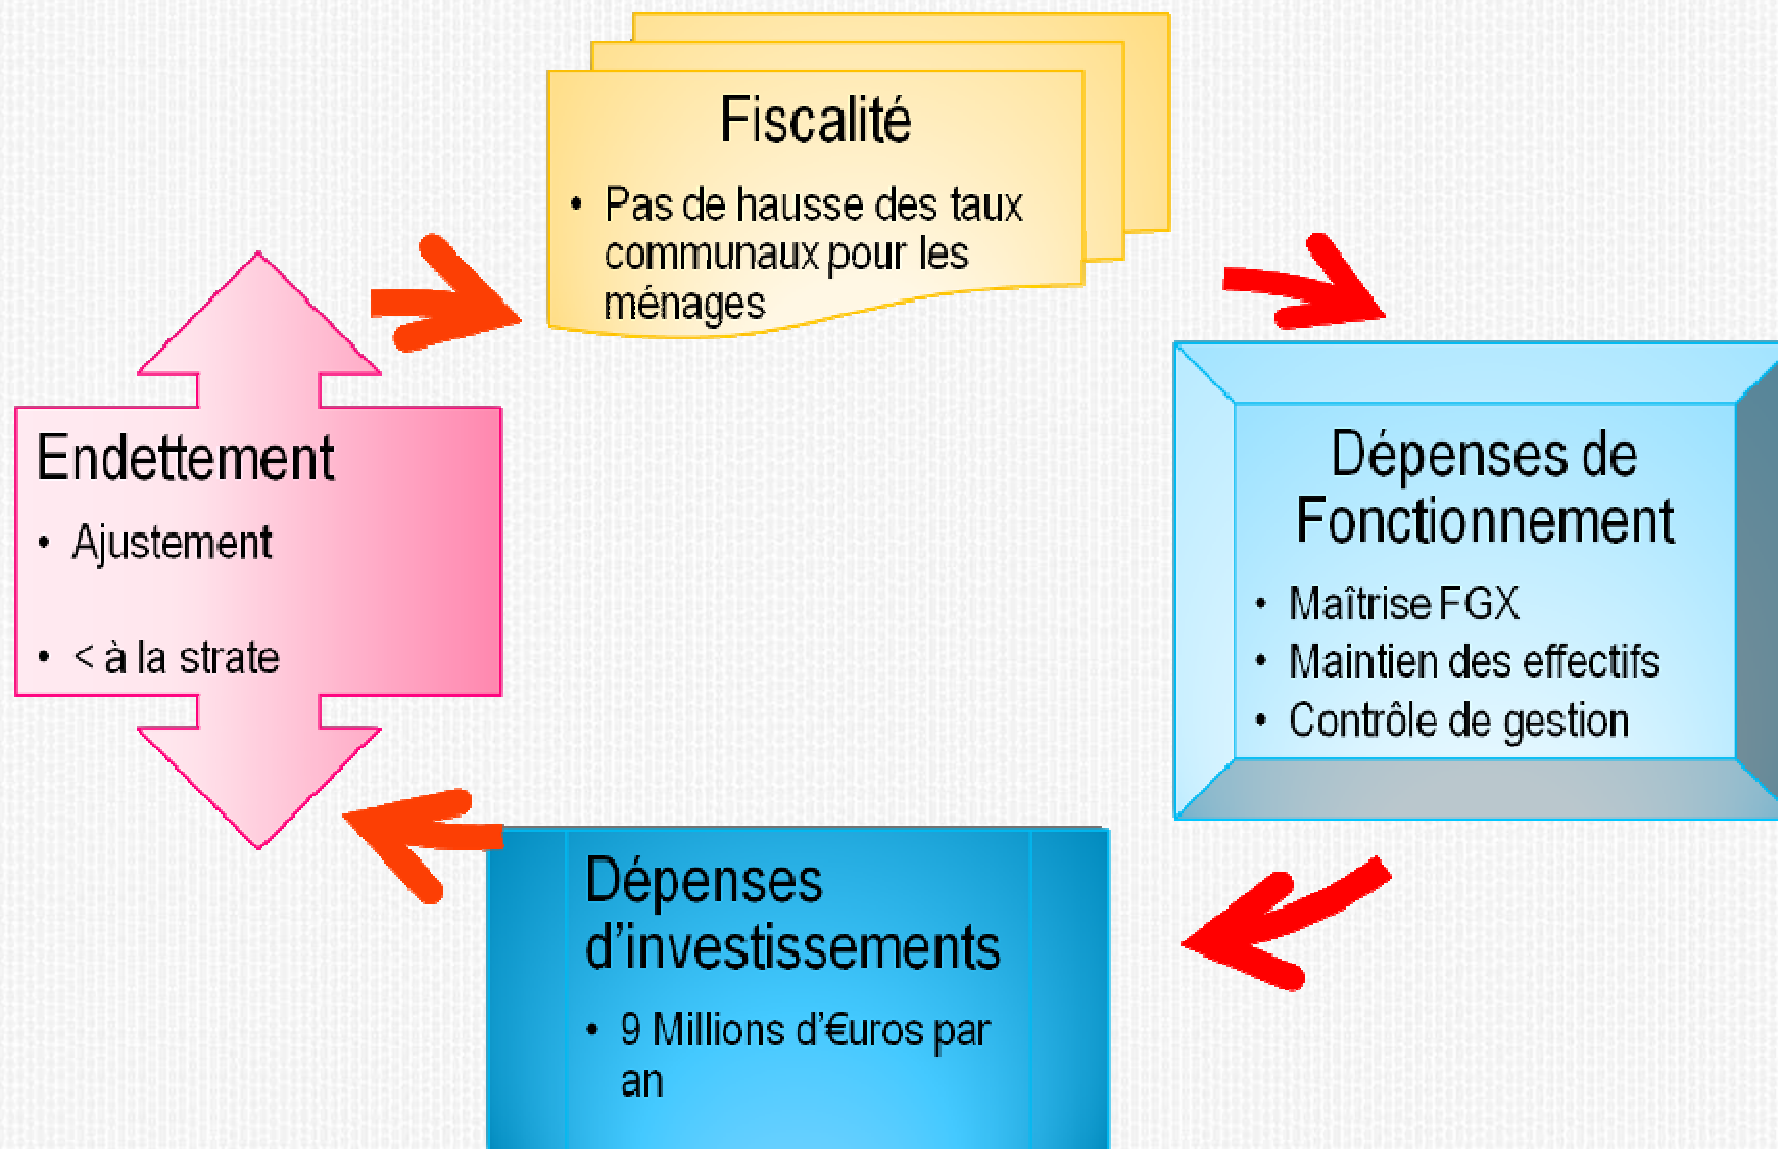 Fiscalité
• Pas de hausse des taux
communaux pour les
ménages
Endettement
• Ajustement
• < à la strate
Dépenses de
Fonctionnement
• Maîtrise FGX
• Maintien des effectifs
• Contrôle de gestion
Dépenses
d’investissements
• 9 Millions d’€uros par
an